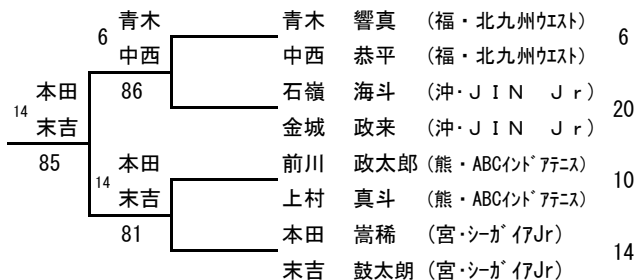 青木 響真 (福・北九州ｳｴｽﾄ) 6
中西 恭平 (福・北九州ｳｴｽﾄ)
石嶺 海斗 (沖・ＪＩＮ Ｊｒ) 20
金城 政来 (沖・ＪＩＮ Ｊｒ)
前川 政太郎 (熊・ABCｲﾝﾄﾞｱﾃﾆｽ) 10
上村 真斗 (熊・ABCｲﾝﾄﾞｱﾃﾆｽ)
本田 嵩稀 (宮・ｼｰｶﾞｲｱJr) 14
末吉 鼓太朗 (宮・ｼｰｶﾞｲｱJr)
6 青木
中西
86
14 本田
末吉
81
14 本田
末吉
85